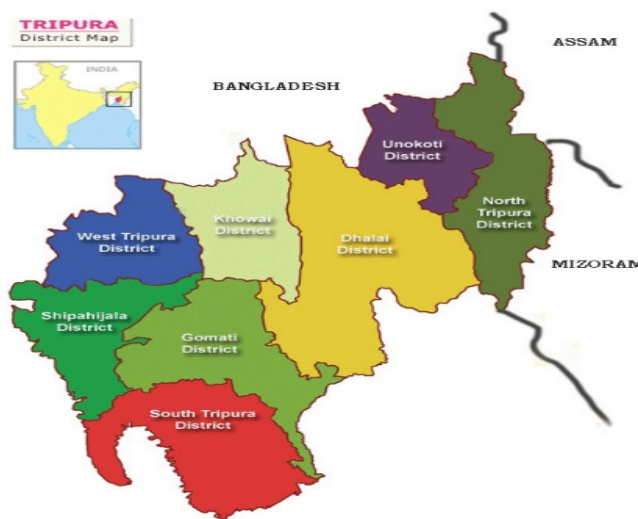 TRIPURA
District Map
INDIA
ASSAM
BANGLADESH
Unokoti
District
North
Tripura
District
Khowai
District
West Tripura
District
Dhalai
District
MIZORAM
Shipahijala
District
Gomati
District
South Tripura
District